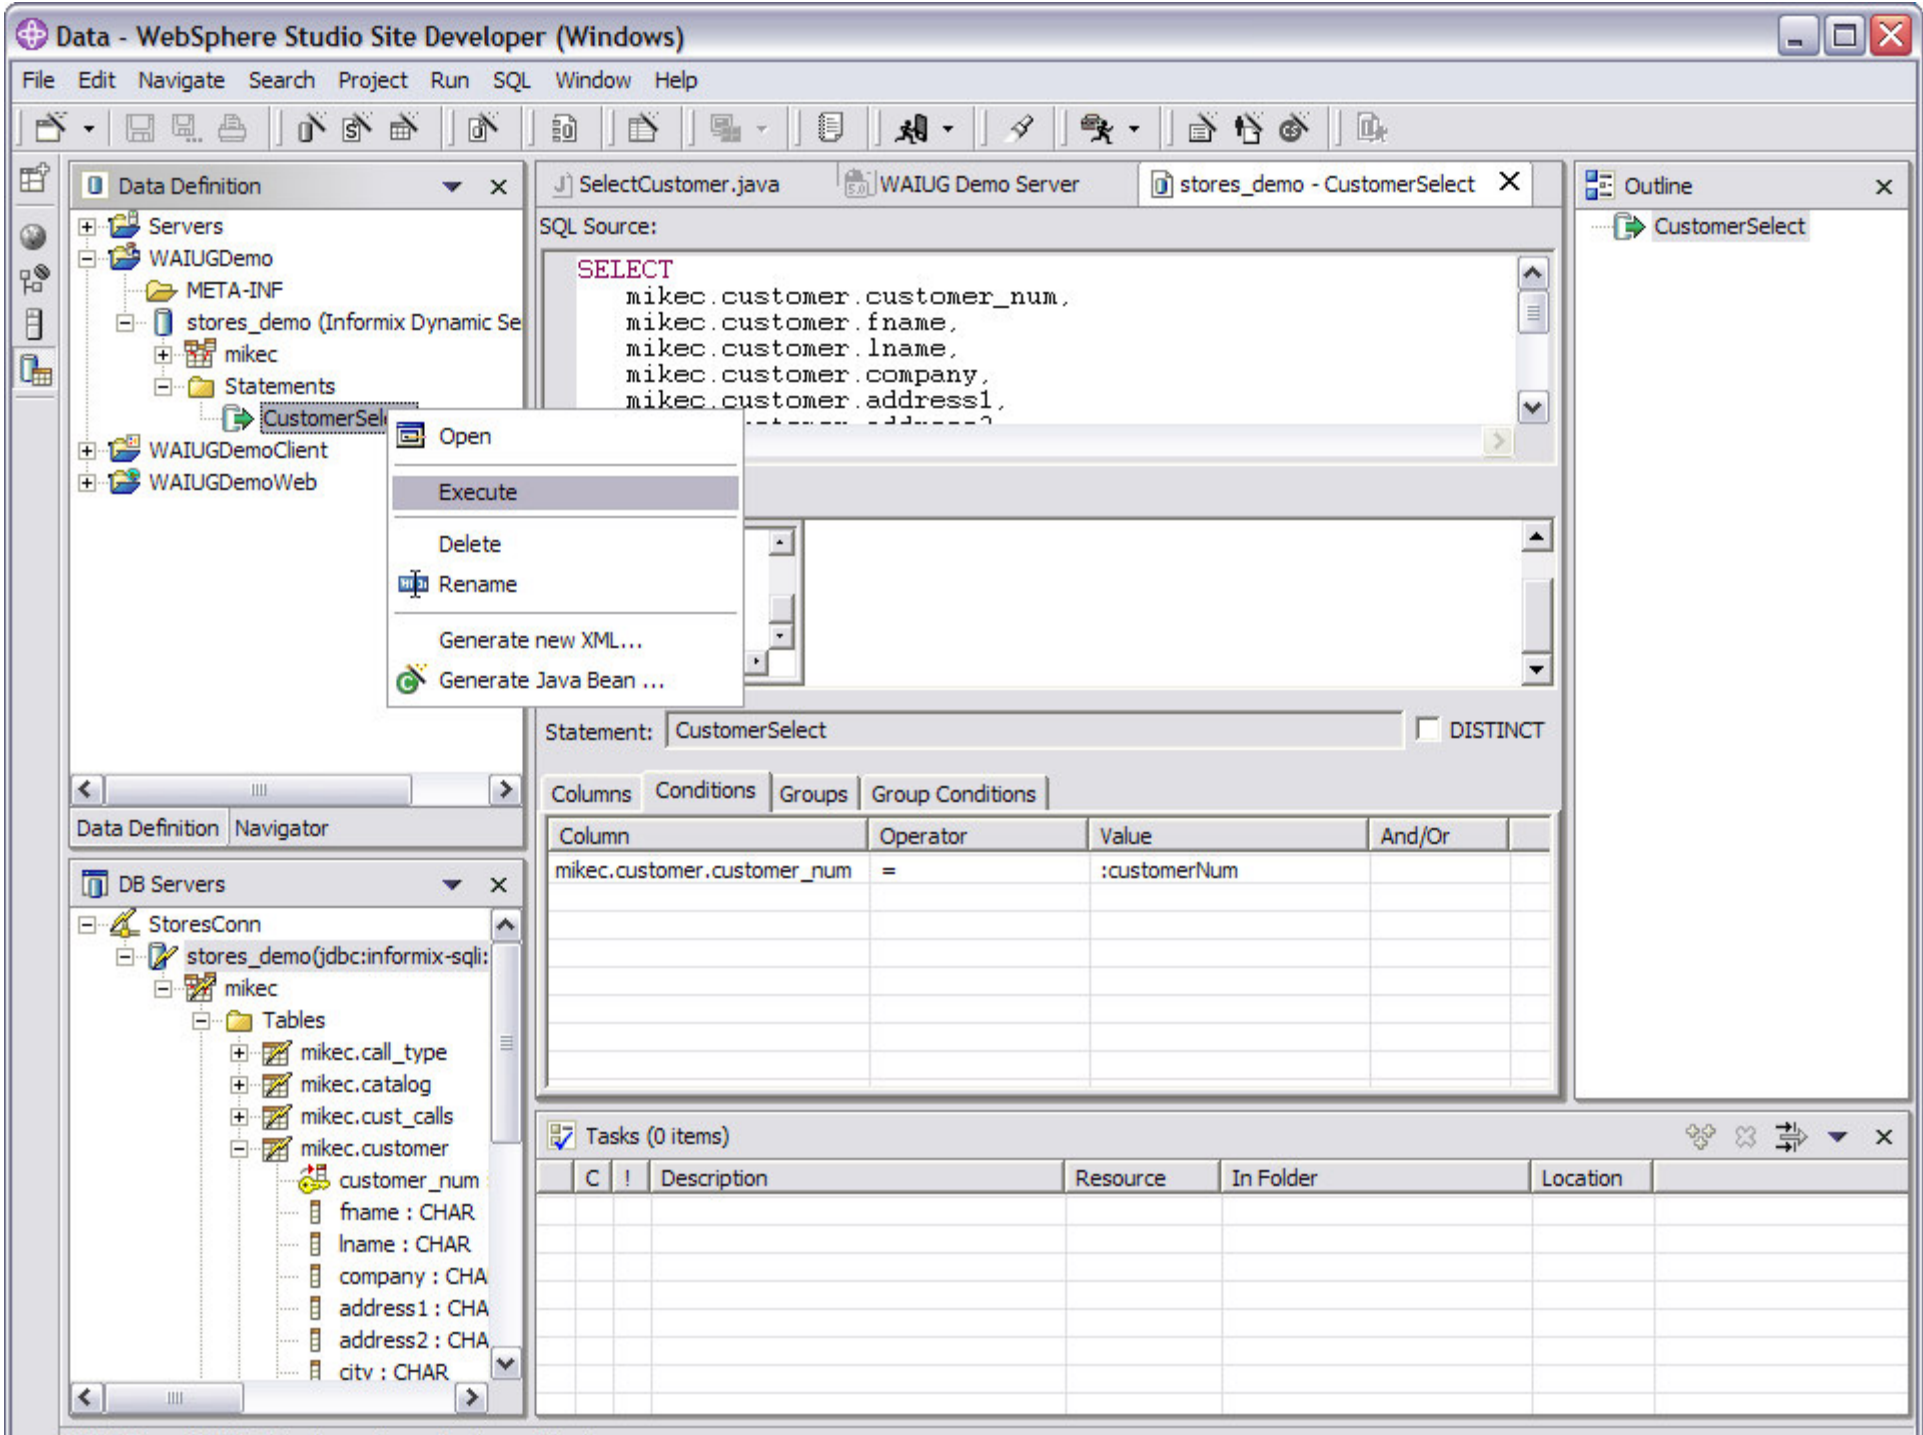 Data - WebSphere Studio Site Developer (Windows)
File Edit Navigate Search Project Run SQL Window Help
Data Definition
Servers
WAIUGDemo
META-INF
stores_demo (Informix Dynamic Se
mikec
Statements
CustomerSel
WAIUGDemoClient
WAIUGDemoWeb
Open
Execute
Delete
Rename
Generate new XML...
Generate Java Bean ...
Data Definition Navigator
DB Servers
StoresConn
stores_demo(jdbc:informix-sqli:
mikec
Tables
mikec.call_type
mikec.catalog
mikec.cust_calls
mikec.customer
customer_num :
fname : CHAR
lname : CHAR
company : CHA
address1 : CHA
address2 : CHA
city : CHAR
SelectCustomer.java WAIUG Demo Server stores_demo - CustomerSelect
SQL Source:
SELECT
mikec.customer.customer_num,
mikec.customer.fname,
mikec.customer.lname,
mikec.customer.company,
mikec.customer.address1,
Statement: CustomerSelect DISTINCT
Columns Conditions Groups Group Conditions
Column Operator Value And/Or
mikec.customer.customer_num = :customerNum
Outline
CustomerSelect
Tasks (0 items)
C ! Description Resource In Folder Location